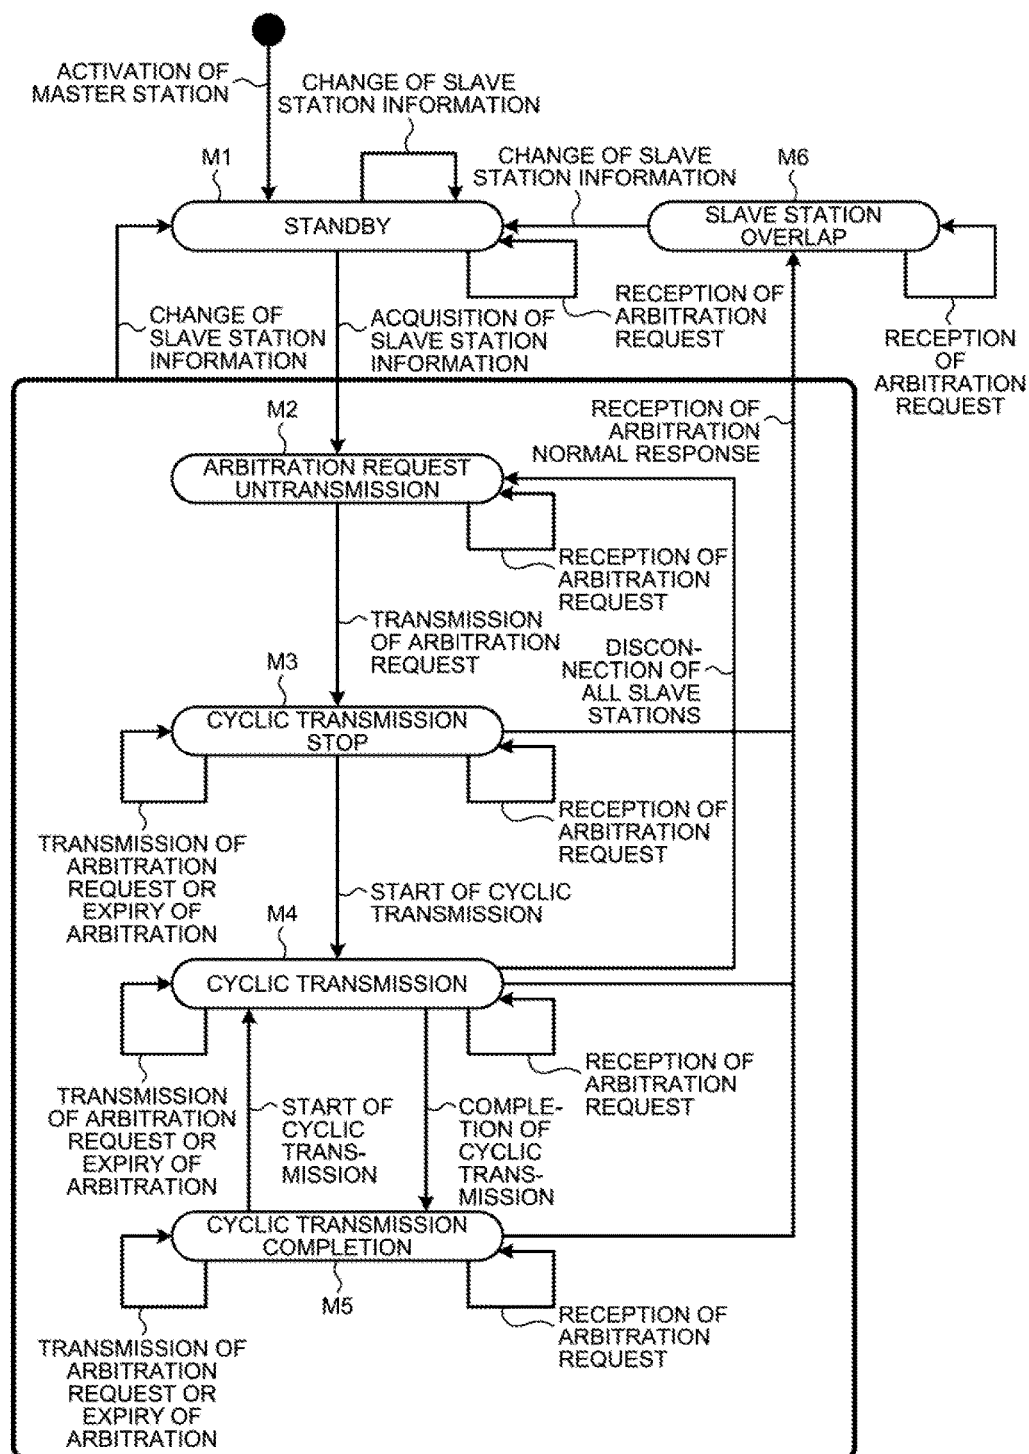 ACTIVATION OF
MASTER STATION
CHANGE OF SLAVE
STATION INFORMATION
M1
CHANGE OF SLAVE
STATION INFORMATION
M6
STANDBY
SLAVE STATION
OVERLAP
CHANGE OF
SLAVE STATION
INFORMATION
ACQUISITION OF
SLAVE STATION
INFORMATION
RECEPTION OF
ARBITRATION
REQUEST
RECEPTION
OF
ARBITRATION
REQUEST
M2
RECEPTION OF
ARBITRATION
NORMAL RESPONSE
ARBITRATION REQUEST
UNTRANSMISSION
RECEPTION OF
ARBITRATION
REQUEST
TRANSMISSION
OF ARBITRATION
REQUEST
DISCON-
NECTION OF
ALL SLAVE
STATIONS
M3
CYCLIC TRANSMISSION
STOP
RECEPTION OF
ARBITRATION
REQUEST
TRANSMISSION OF
ARBITRATION
REQUEST OR
EXPIRY OF
ARBITRATION
START OF CYCLIC
TRANSMISSION
M4
CYCLIC TRANSMISSION
RECEPTION OF
ARBITRATION
REQUEST
TRANSMISSION
OF ARBITRATION
REQUEST OR
EXPIRY OF
ARBITRATION
START OF
CYCLIC
TRANS-
MISSION
COMPLE-
TION OF
CYCLIC
TRANS-
MISSION
CYCLIC TRANSMISSION
COMPLETION
M5
RECEPTION OF
ARBITRATION
REQUEST
TRANSMISSION OF
ARBITRATION
REQUEST OR
EXPIRY OF
ARBITRATION